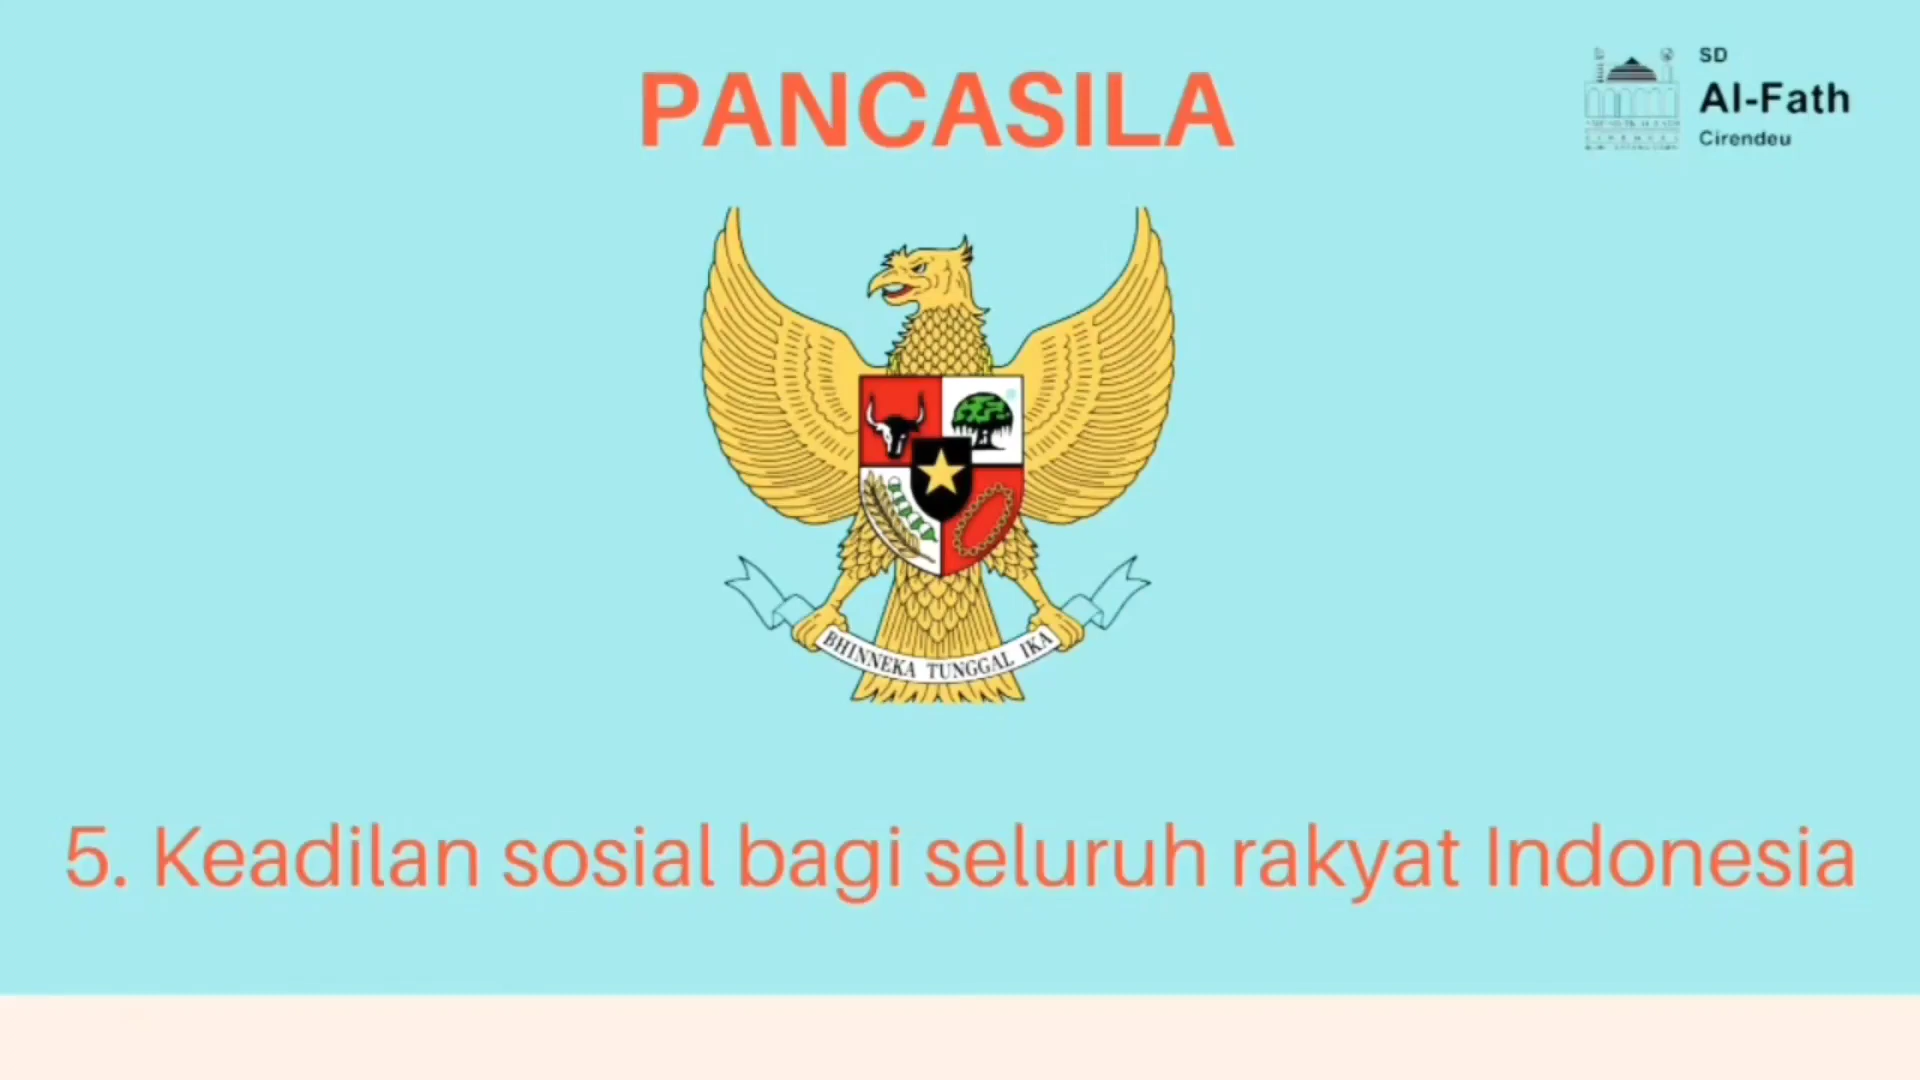 PANCASILA
SD
Al-Fath
Cirendeu
BHINNEKA TUNGGAL IKA
5. Keadilan sosial bagi seluruh rakyat Indonesia